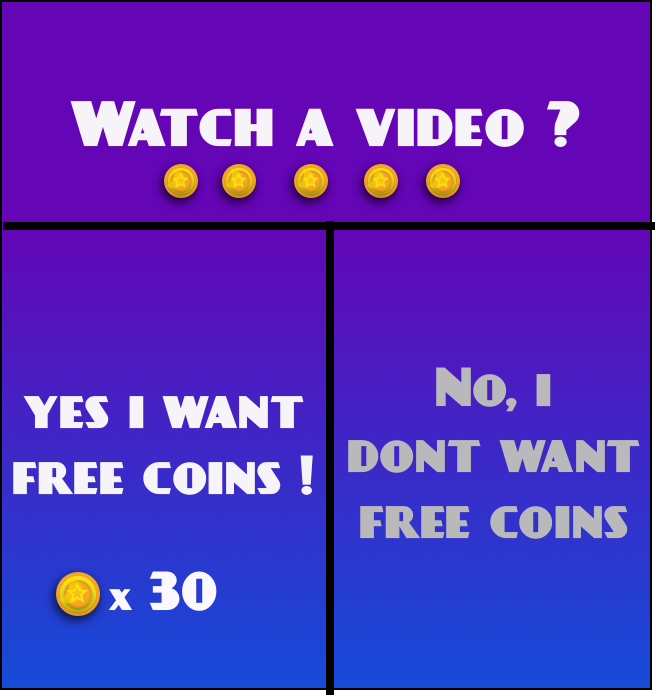 WATCH A VIDEO ?
YES I WANT
FREE COINS !
x 30
NO, I
DONT WANT
FREE COINS